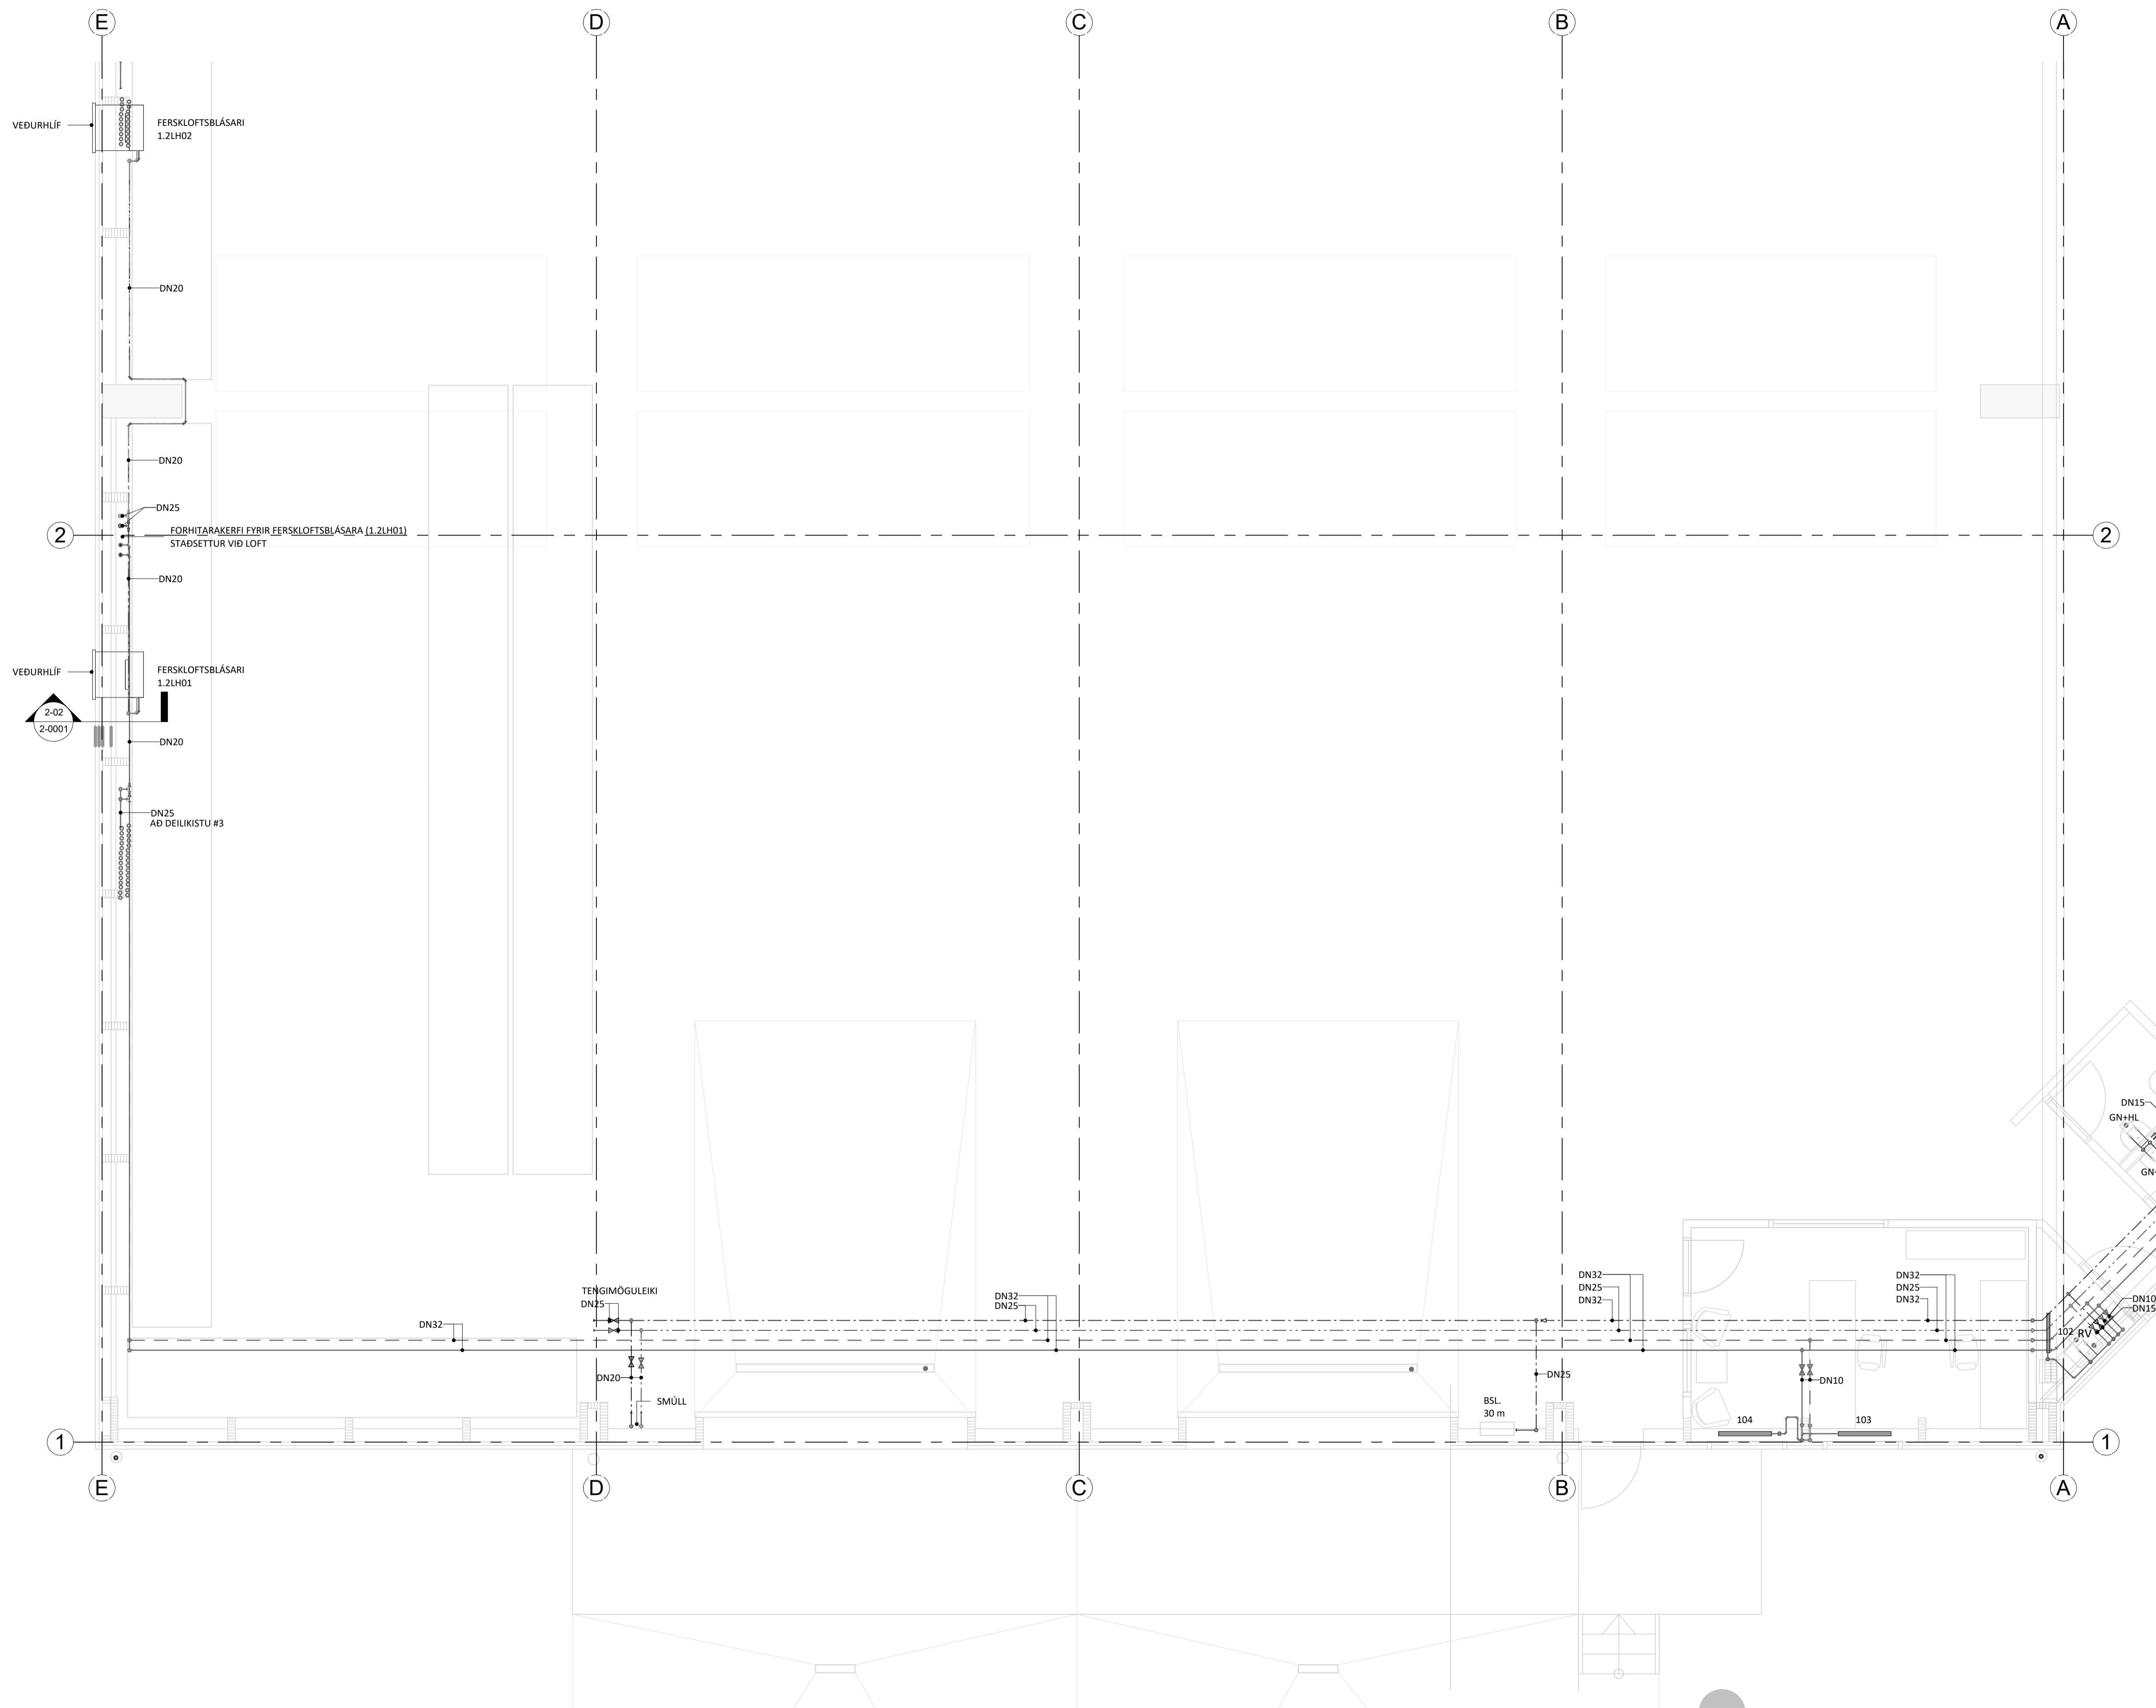 E D C B A
VEÐURHLÍF
FERSKLOFTSBLÁSARI
1.2LH02
DN20
DN20
DN25
2
FORHITARAKERFI FYRIR FERSKLOFTSBLÁSARA (1.2LH01)
STAÐSETTUR VIÐ LOFT
2
DN20
VEÐURHLÍF
FERSKLOFTSBLÁSARI
1.2LH01
2-02
2-0001
DN20
DN25
AÐ DEILIKISTU #3
DN15
GN+HL
TENGIMÖGULEIKI
DN25
DN32
DN32
DN25
DN32
DN25
DN32
DN32
DN25
DN32
DN10
DN15
102
RV
DN20
SMÚLL
DN25
DN10
BSL.
30 m
104
103
1
1
E D C B A